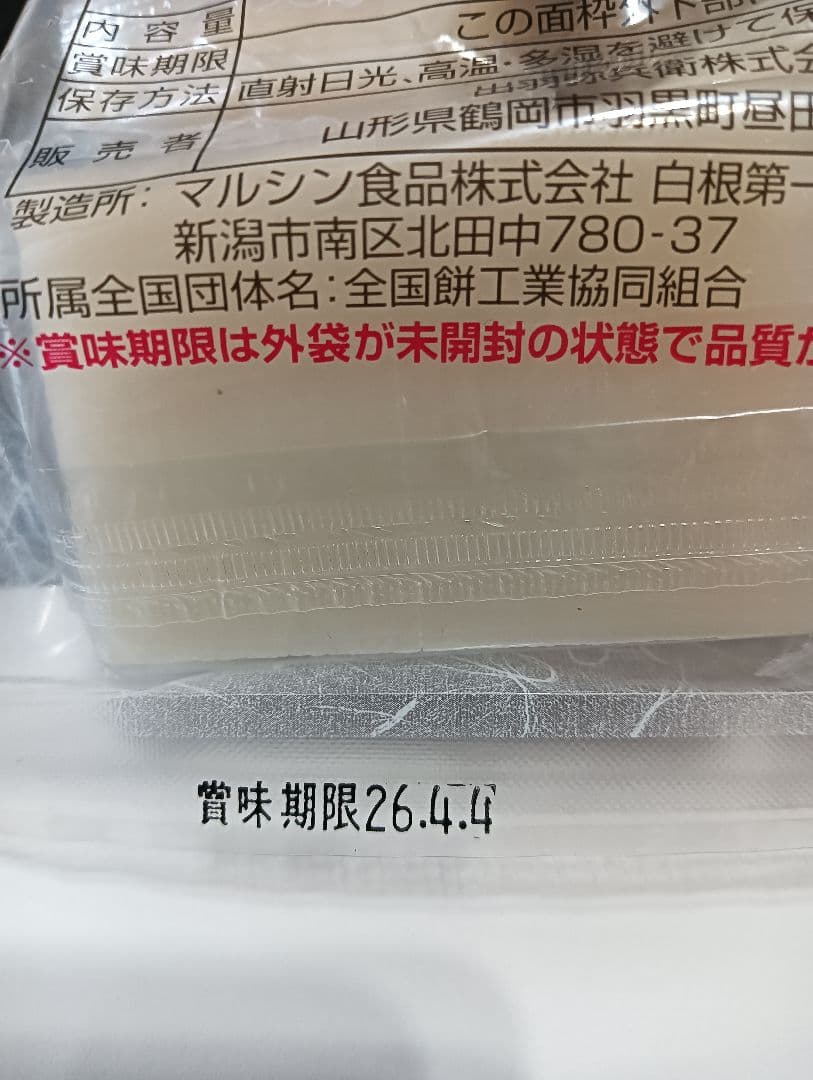 内容量 この面枠外下部
賞味期限
保存方法 直射日光、高温・多湿を避けて保
販売者 衛株式会
山形県鶴岡市羽黒町昼田
製造所:マルシン食品株式会社 白根第一
新潟市南区北田中780-37
所属全国団体名:全国餅工業協同組合
※賞味期限は外袋が未開封の状態で品質が
賞味期限26.4.4